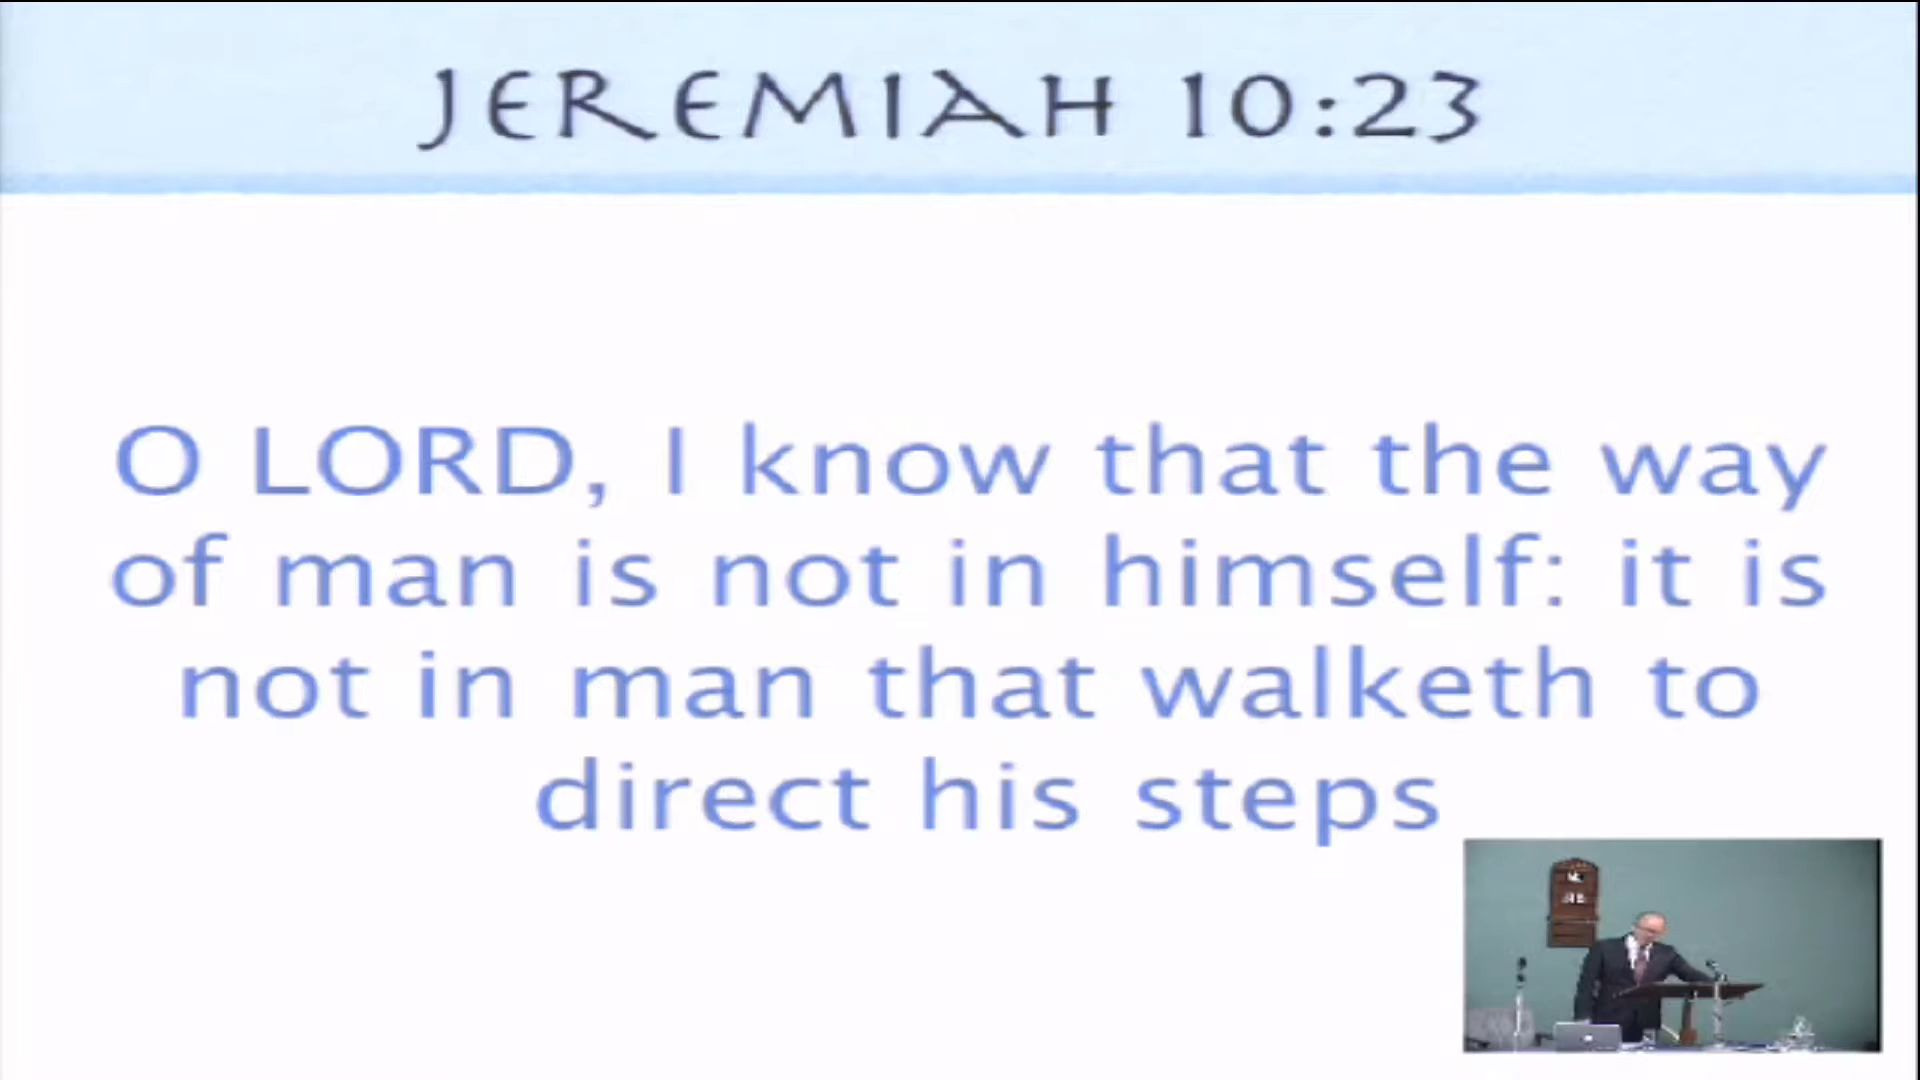 JEREMIAH 10:23
O LORD, I know that the way
of man is not in himself: it is
not in man that walketh to
direct his steps